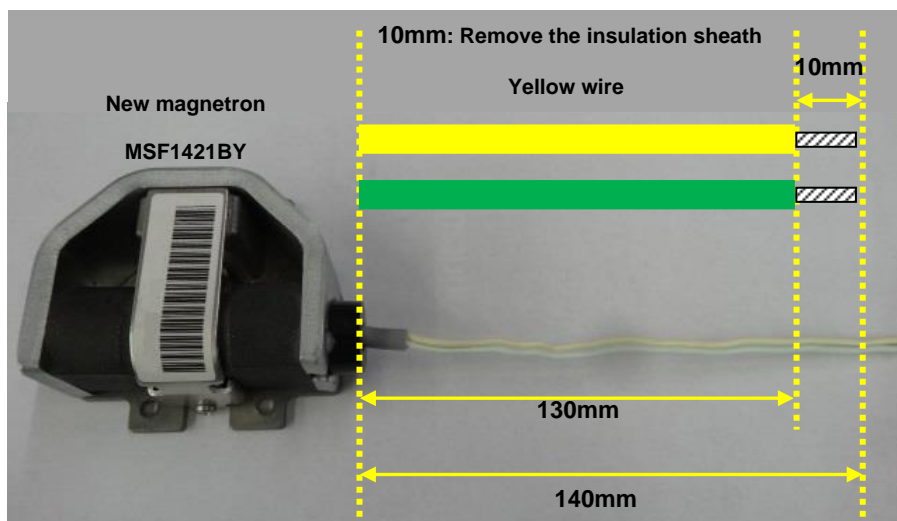 10mm: Remove the insulation sheath
10mm
Yellow wire
New magnetron
MSF1421BY
130mm
140mm